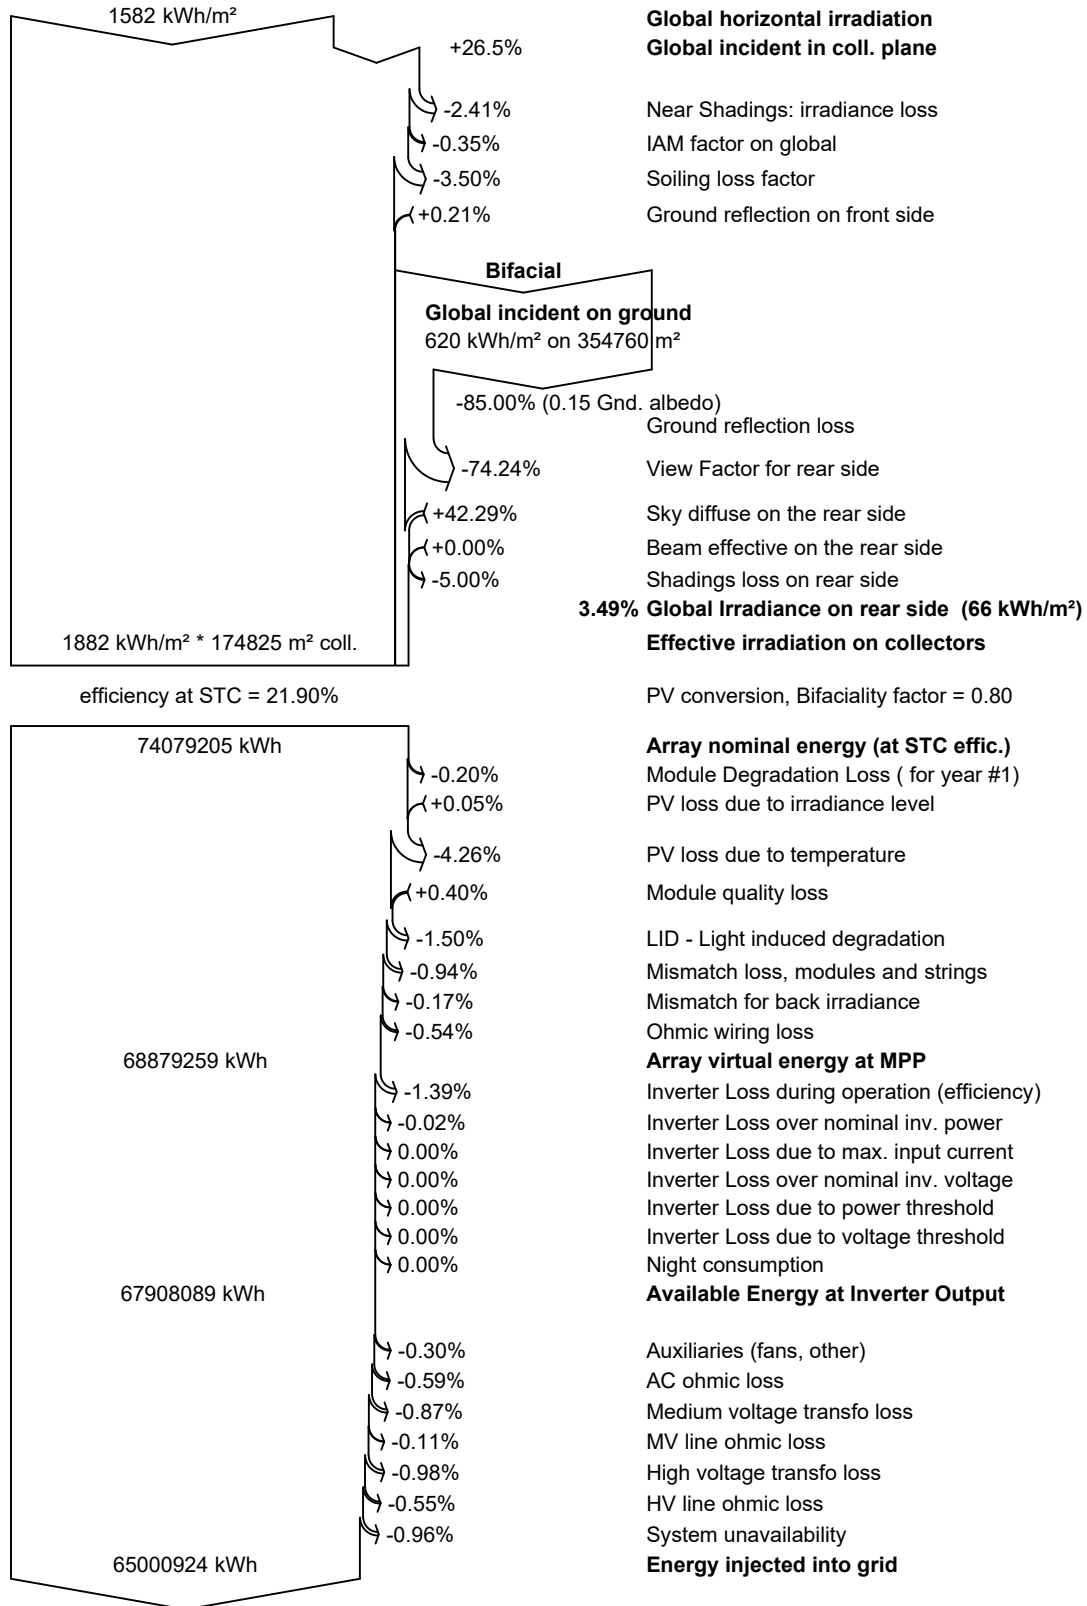 1582 kWh/m² Global horizontal irradiation
+26.5% Global incident in coll. plane
-2.41% Near Shadings: irradiance loss
-0.35% IAM factor on global
-3.50% Soiling loss factor
+0.21% Ground reflection on front side
Bifacial
Global incident on ground
620 kWh/m² on 354760 m²
-85.00% (0.15 Gnd. albedo)
Ground reflection loss
-74.24% View Factor for rear side
+42.29% Sky diffuse on the rear side
+0.00% Beam effective on the rear side
-5.00% Shadings loss on rear side
3.49% Global Irradiance on rear side (66 kWh/m²)
1882 kWh/m² * 174825 m² coll. Effective irradiation on collectors
efficiency at STC = 21.90% PV conversion, Bifaciality factor = 0.80
74079205 kWh Array nominal energy (at STC effic.)
-0.20% Module Degradation Loss ( for year #1)
+0.05% PV loss due to irradiance level
-4.26% PV loss due to temperature
+0.40% Module quality loss
-1.50% LID - Light induced degradation
-0.94% Mismatch loss, modules and strings
-0.17% Mismatch for back irradiance
-0.54% Ohmic wiring loss
68879259 kWh Array virtual energy at MPP
-1.39% Inverter Loss during operation (efficiency)
-0.02% Inverter Loss over nominal inv. power
0.00% Inverter Loss due to max. input current
0.00% Inverter Loss over nominal inv. voltage
0.00% Inverter Loss due to power threshold
0.00% Inverter Loss due to voltage threshold
0.00% Night consumption
67908089 kWh Available Energy at Inverter Output
-0.30% Auxiliaries (fans, other)
-0.59% AC ohmic loss
-0.87% Medium voltage transfo loss
-0.11% MV line ohmic loss
-0.98% High voltage transfo loss
-0.55% HV line ohmic loss
-0.96% System unavailability
65000924 kWh Energy injected into grid